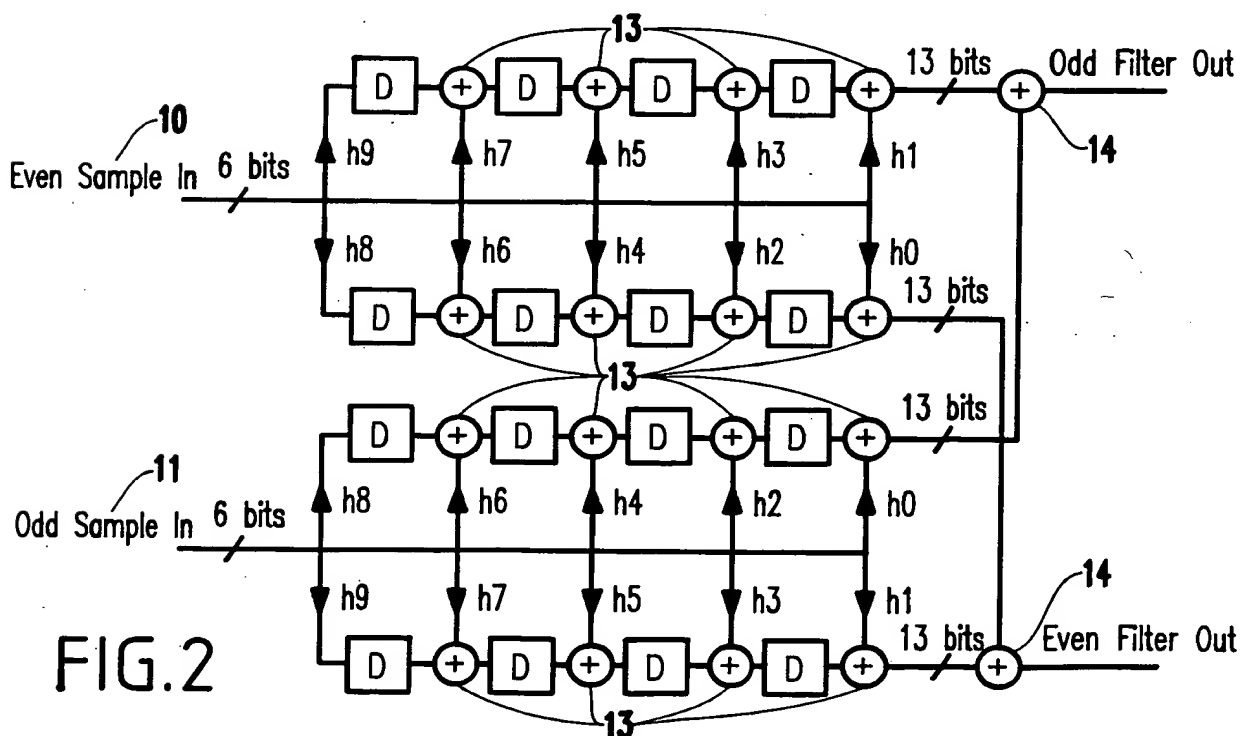 13
D + D + D + D + 13 bits + Odd Filter Out
14
h9 h7 h5 h3 h1
10
Even Sample In 6 bits
h8 h6 h4 h2 h0
D + D + D + D + 13 bits
13
D + D + D + D + 13 bits
11
h8 h6 h4 h2 h0
Odd Sample In 6 bits
h9 h7 h5 h3 h1
14
D + D + D + D + 13 bits + Even Filter Out
FIG.2
13